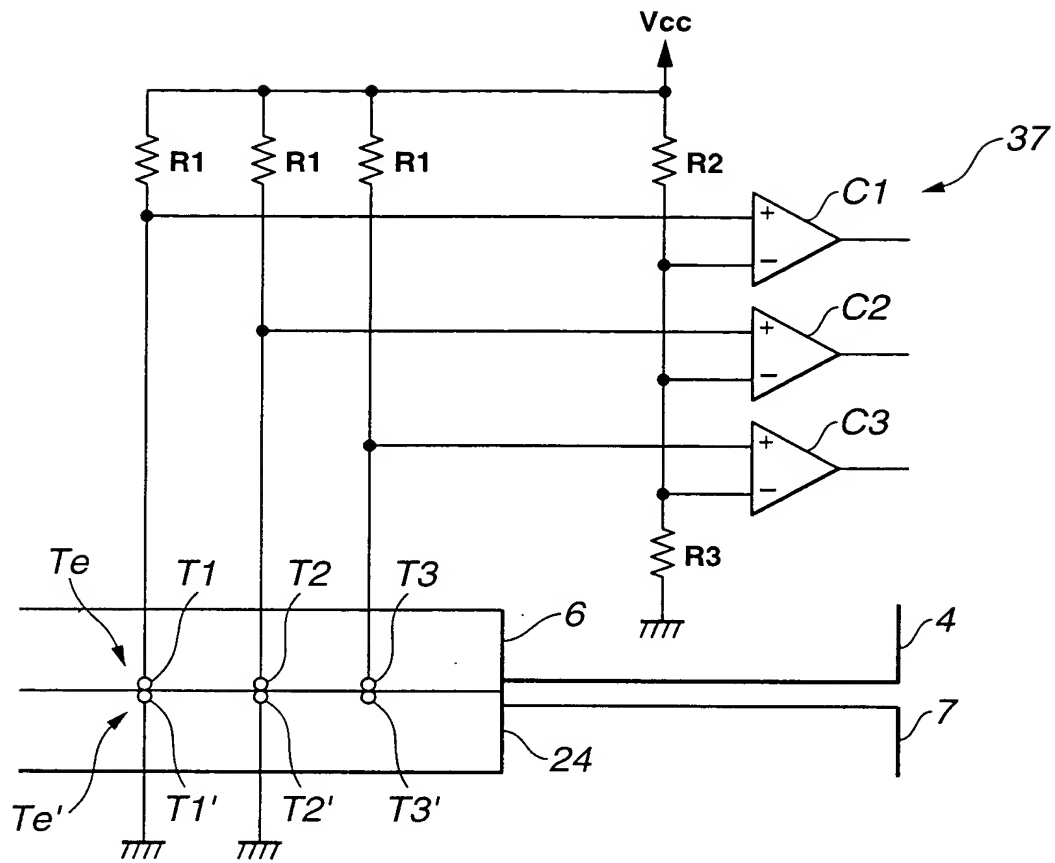 Vcc
37
R1 R1 R1 R2
C1
+
−
C2
+
−
C3
+
−
R3
Te T1 T2 T3 6 4
7
24
Te' T1' T2' T3'